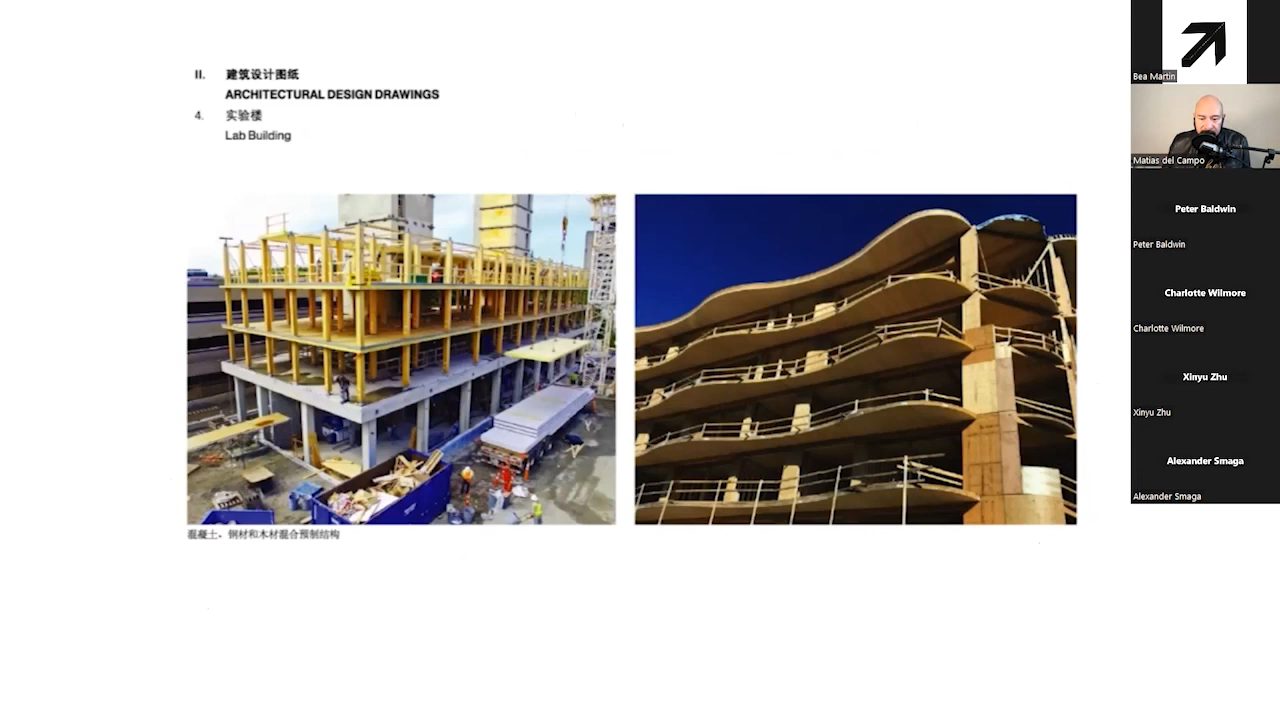 II. 建筑设计图纸
ARCHITECTURAL DESIGN DRAWINGS
4. 实验楼
Lab Building
混凝土、钢材和木材混合预制结构
Bea Martin
Matias del Campo
Peter Baldwin
Peter Baldwin
Charlotte Wilmore
Charlotte Wilmore
Xinyu Zhu
Xinyu Zhu
Alexander Smaga
Alexander Smaga